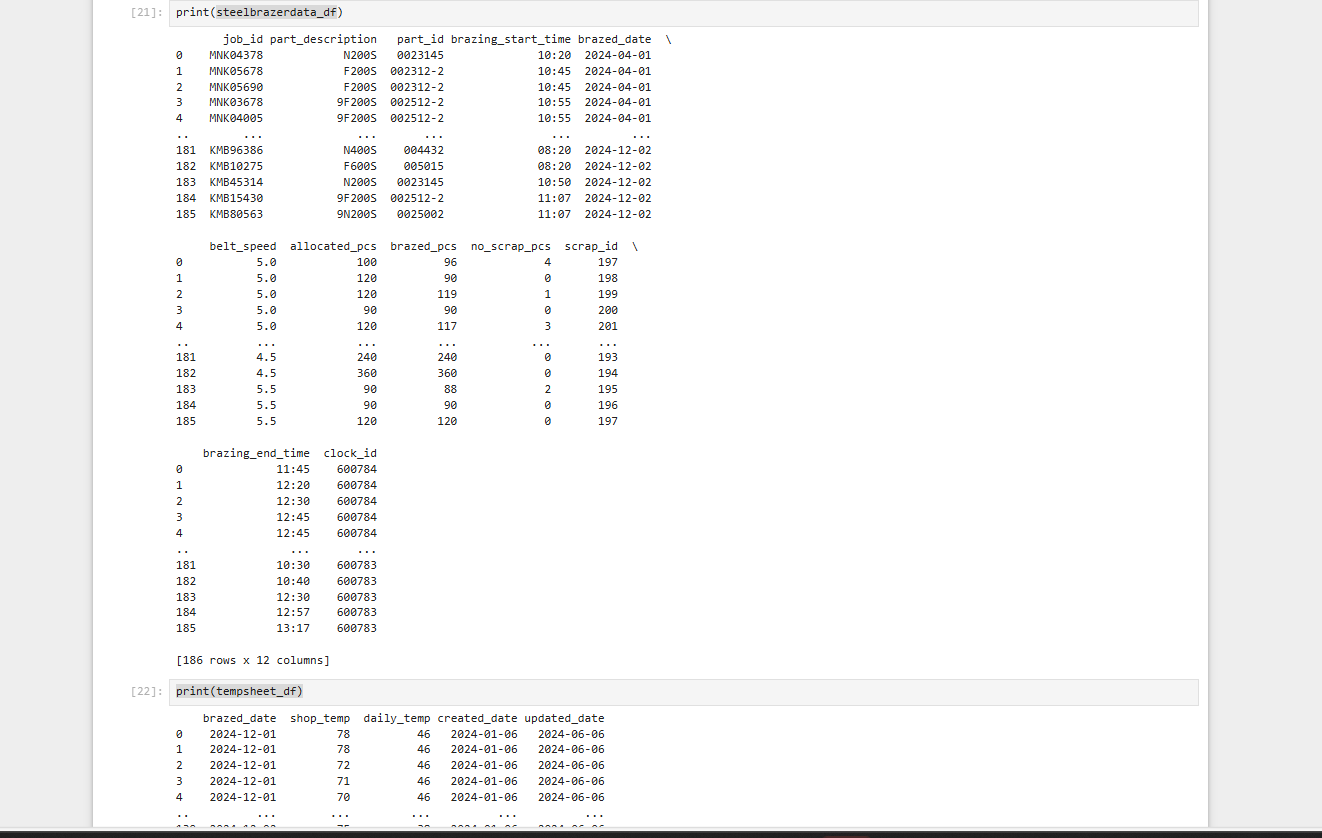 [21]: print(steelbrazerdata_df)
job_id part_description part_id brazing_start_time brazed_date \
0 MNK04378 N200S 0023145 10:20 2024-04-01
1 MNK05678 F200S 002312-2 10:45 2024-04-01
2 MNK05690 F200S 002312-2 10:45 2024-04-01
3 MNK03678 9F200S 002512-2 10:55 2024-04-01
4 MNK04005 9F200S 002512-2 10:55 2024-04-01
.. ... ... ... ... ...
181 KMB96386 N400S 004432 08:20 2024-12-02
182 KMB10275 F600S 005015 08:20 2024-12-02
183 KMB45314 N200S 0023145 10:50 2024-12-02
184 KMB15430 9F200S 002512-2 11:07 2024-12-02
185 KMB80563 9N200S 0025002 11:07 2024-12-02
belt_speed allocated_pcs brazed_pcs no_scrap_pcs scrap_id \
0 5.0 100 96 4 197
1 5.0 120 90 0 198
2 5.0 120 119 1 199
3 5.0 90 90 0 200
4 5.0 120 117 3 201
.. ... ... ... ... ...
181 4.5 240 240 0 193
182 4.5 360 360 0 194
183 5.5 90 88 2 195
184 5.5 90 90 0 196
185 5.5 120 120 0 197
brazing_end_time clock_id
0 11:45 600784
1 12:20 600784
2 12:30 600784
3 12:45 600784
4 12:45 600784
.. ... ...
181 10:30 600783
182 10:40 600783
183 12:30 600783
184 12:57 600783
185 13:17 600783
[186 rows x 12 columns]
[22]: print(tempsheet_df)
brazed_date shop_temp daily_temp created_date updated_date
0 2024-12-01 78 46 2024-01-06 2024-06-06
1 2024-12-01 78 46 2024-01-06 2024-06-06
2 2024-12-01 72 46 2024-01-06 2024-06-06
3 2024-12-01 71 46 2024-01-06 2024-06-06
4 2024-12-01 70 46 2024-01-06 2024-06-06
.. ... ... ... ... ...